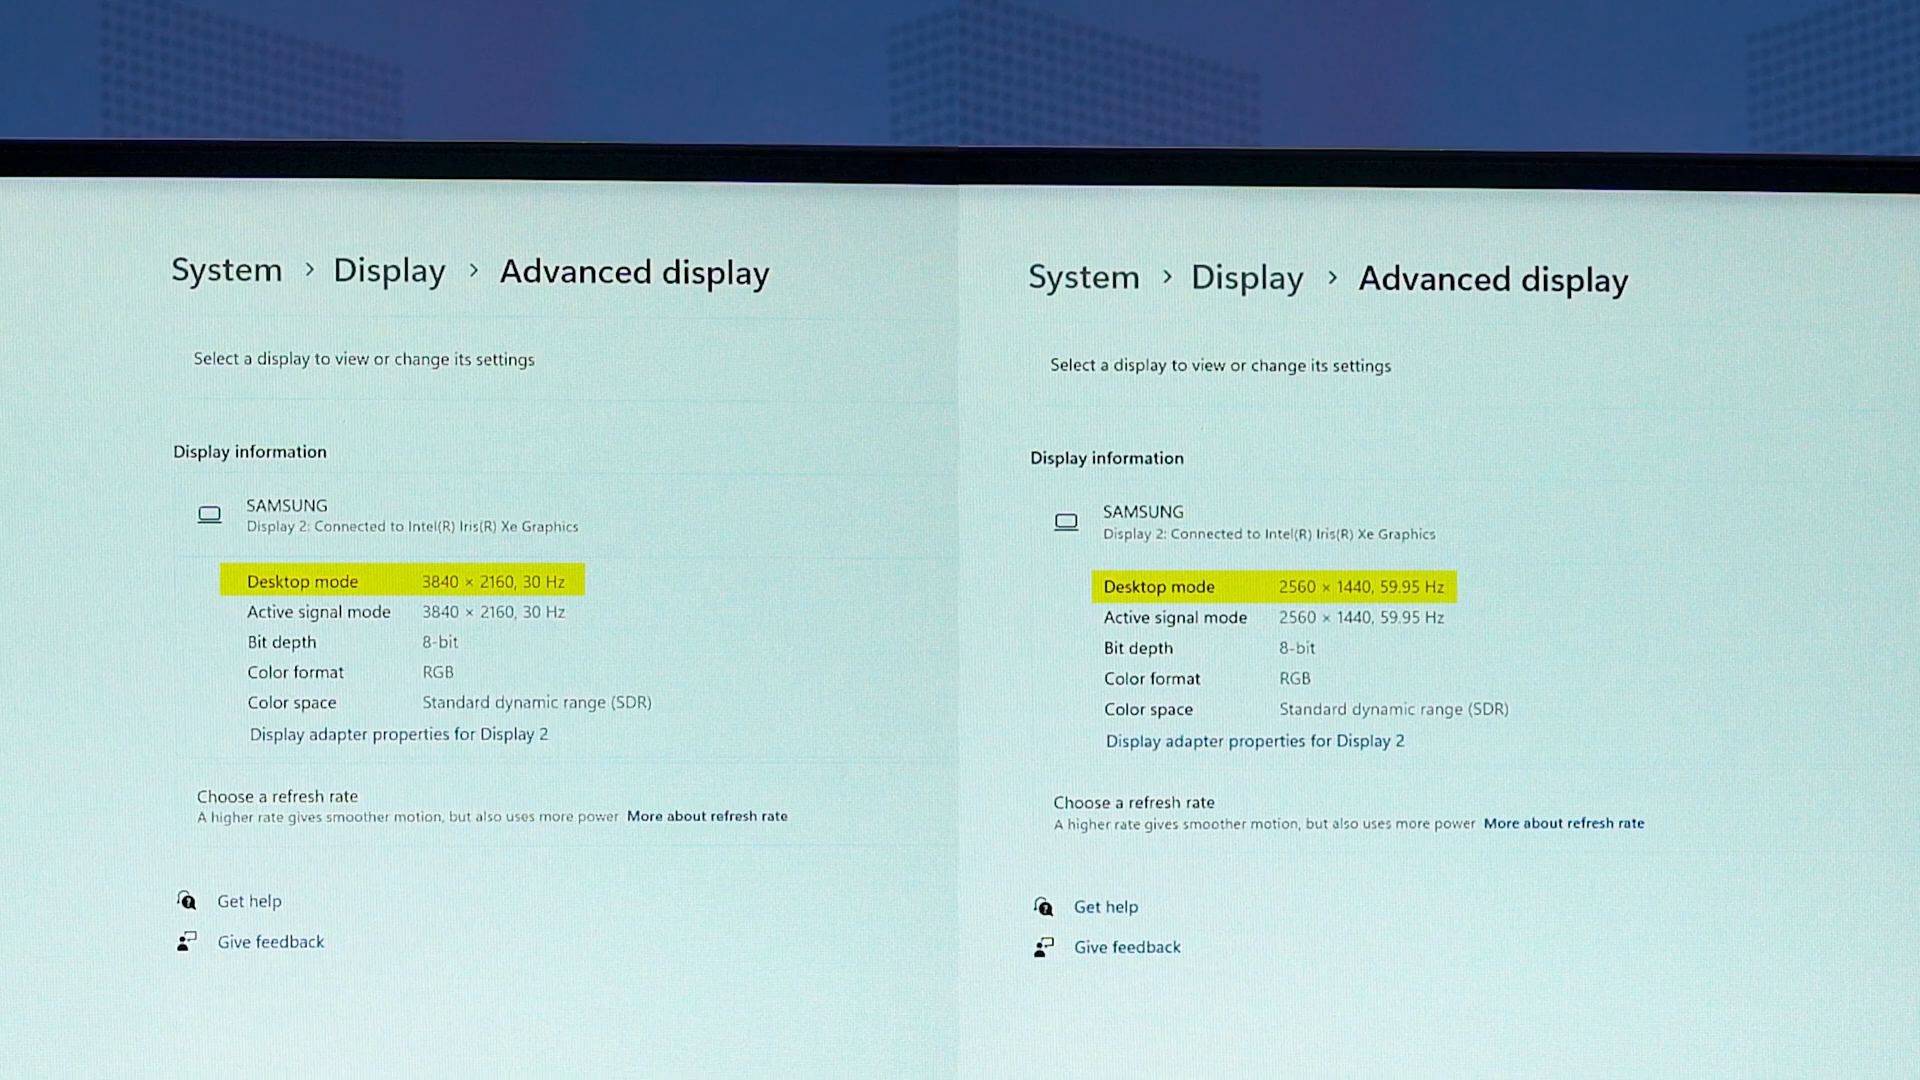 System > Display > Advanced display
Select a display to view or change its settings
Display information
SAMSUNG
Display 2: Connected to Intel(R) Iris(R) Xe Graphics
Desktop mode 3840 × 2160, 30 Hz
Active signal mode 3840 × 2160, 30 Hz
Bit depth 8-bit
Color format RGB
Color space Standard dynamic range (SDR)
Display adapter properties for Display 2
Choose a refresh rate
A higher rate gives smoother motion, but also uses more power More about refresh rate
Get help
Give feedback
System > Display > Advanced display
Select a display to view or change its settings
Display information
SAMSUNG
Display 2: Connected to Intel(R) Iris(R) Xe Graphics
Desktop mode 2560 × 1440, 59.95 Hz
Active signal mode 2560 × 1440, 59.95 Hz
Bit depth 8-bit
Color format RGB
Color space Standard dynamic range (SDR)
Display adapter properties for Display 2
Choose a refresh rate
A higher rate gives smoother motion, but also uses more power More about refresh rate
Get help
Give feedback